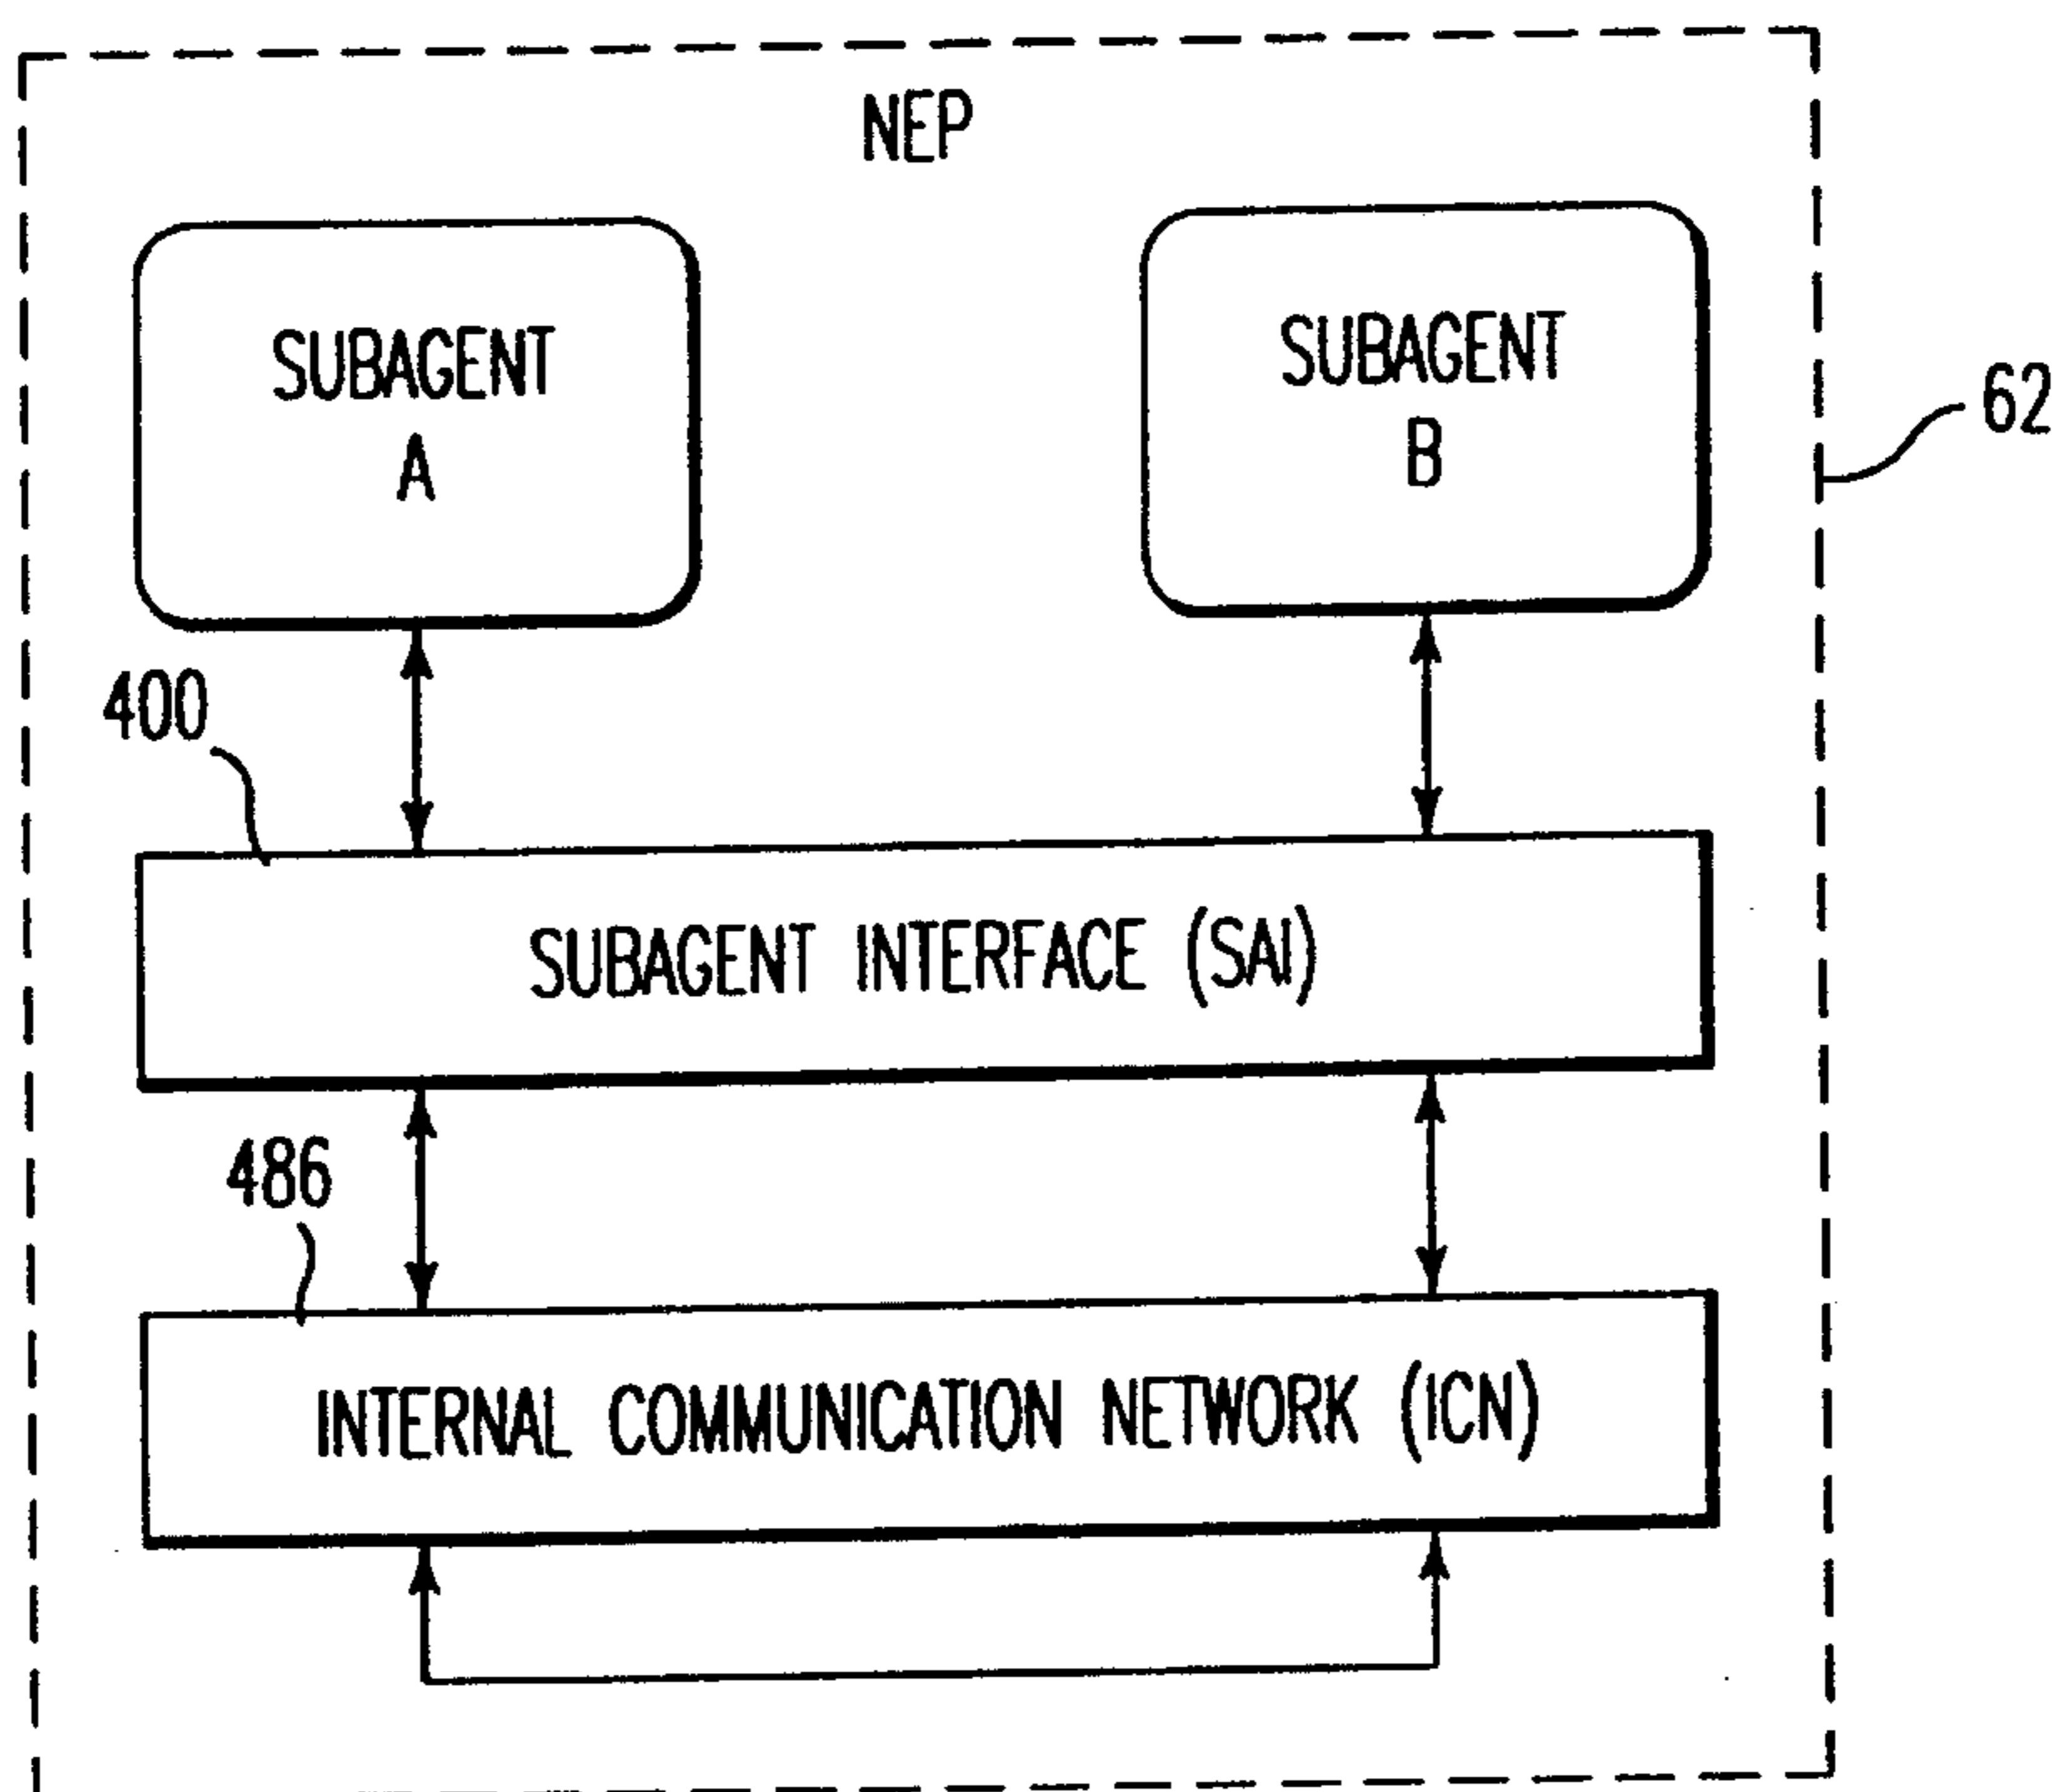 NEP
SUBAGENT
A
SUBAGENT
B
62
400
SUBAGENT INTERFACE (SAI)
486
INTERNAL COMMUNICATION NETWORK (ICN)